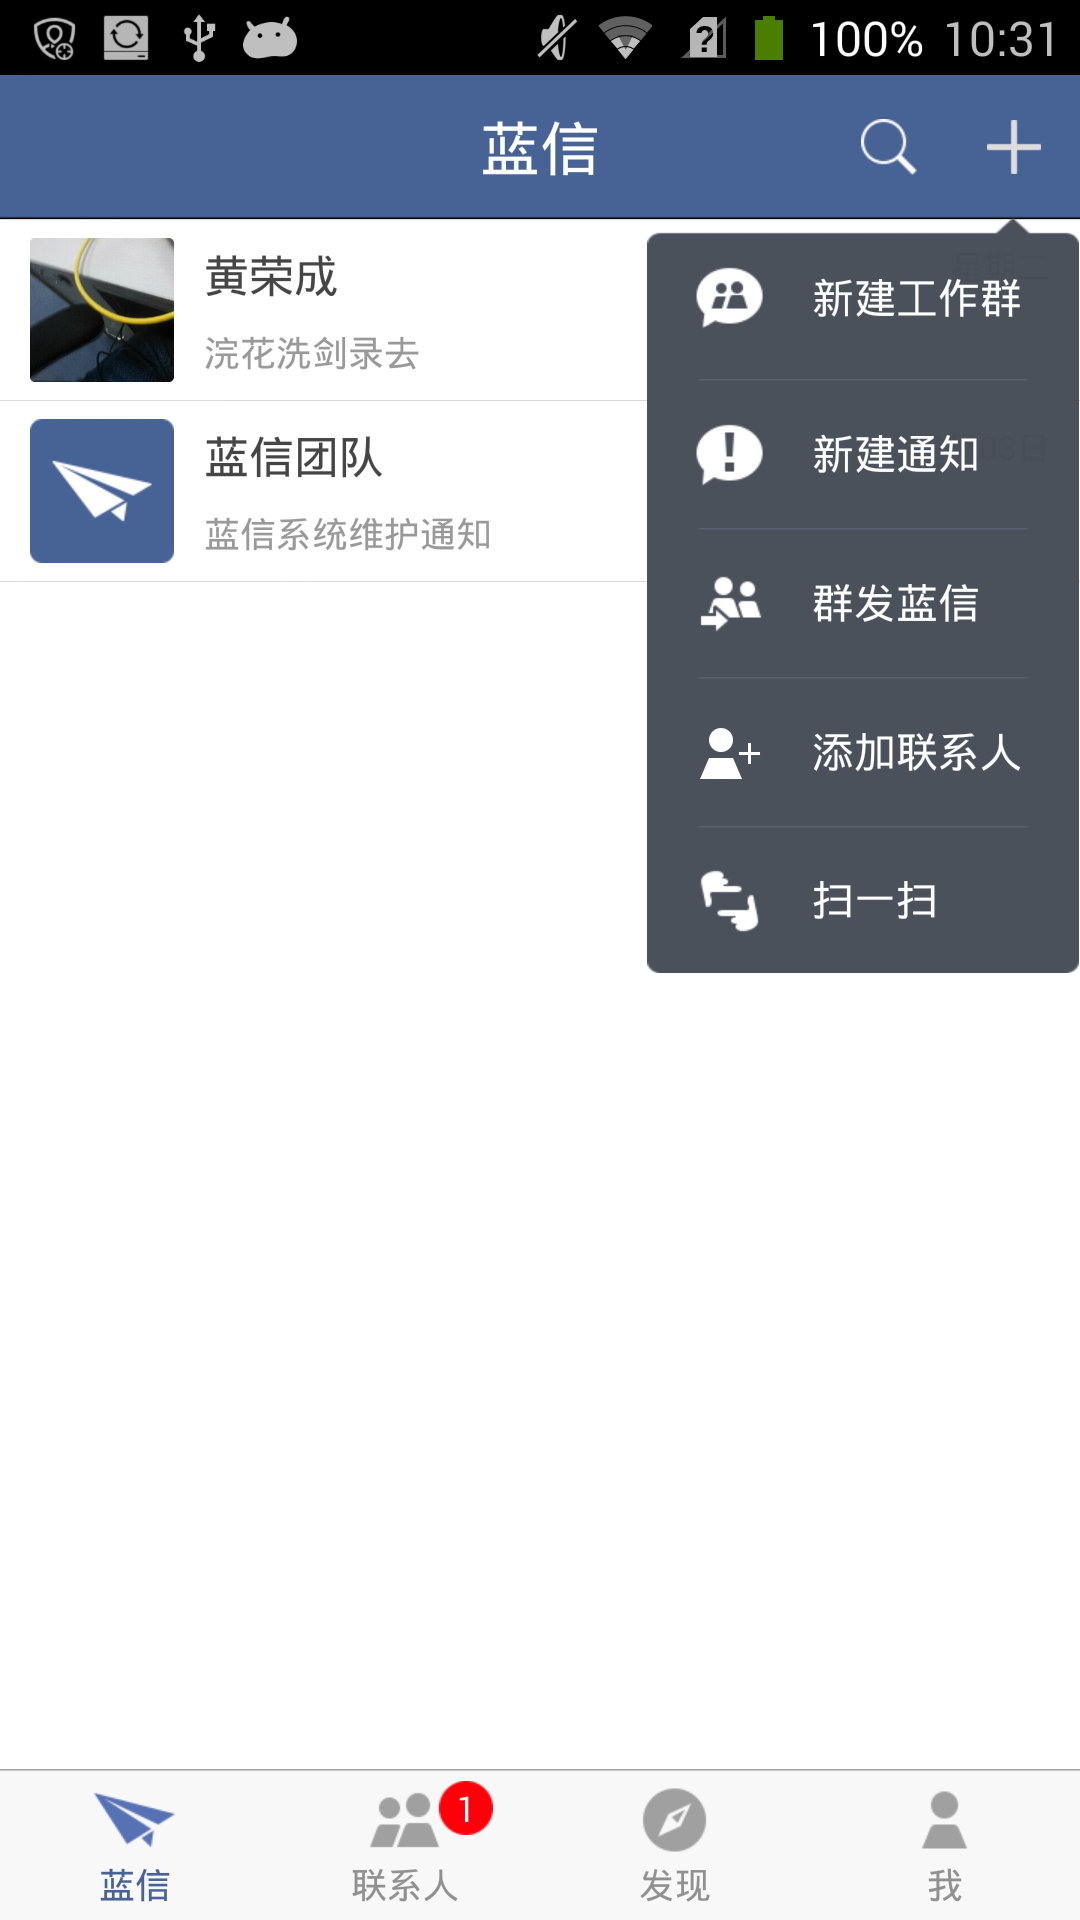 100% 10:31
蓝信
黄荣成
浣花洗剑录去
蓝信团队
蓝信系统维护通知
新建工作群
新建通知
群发蓝信
添加联系人
扫一扫
蓝信
联系人
1
发现
我